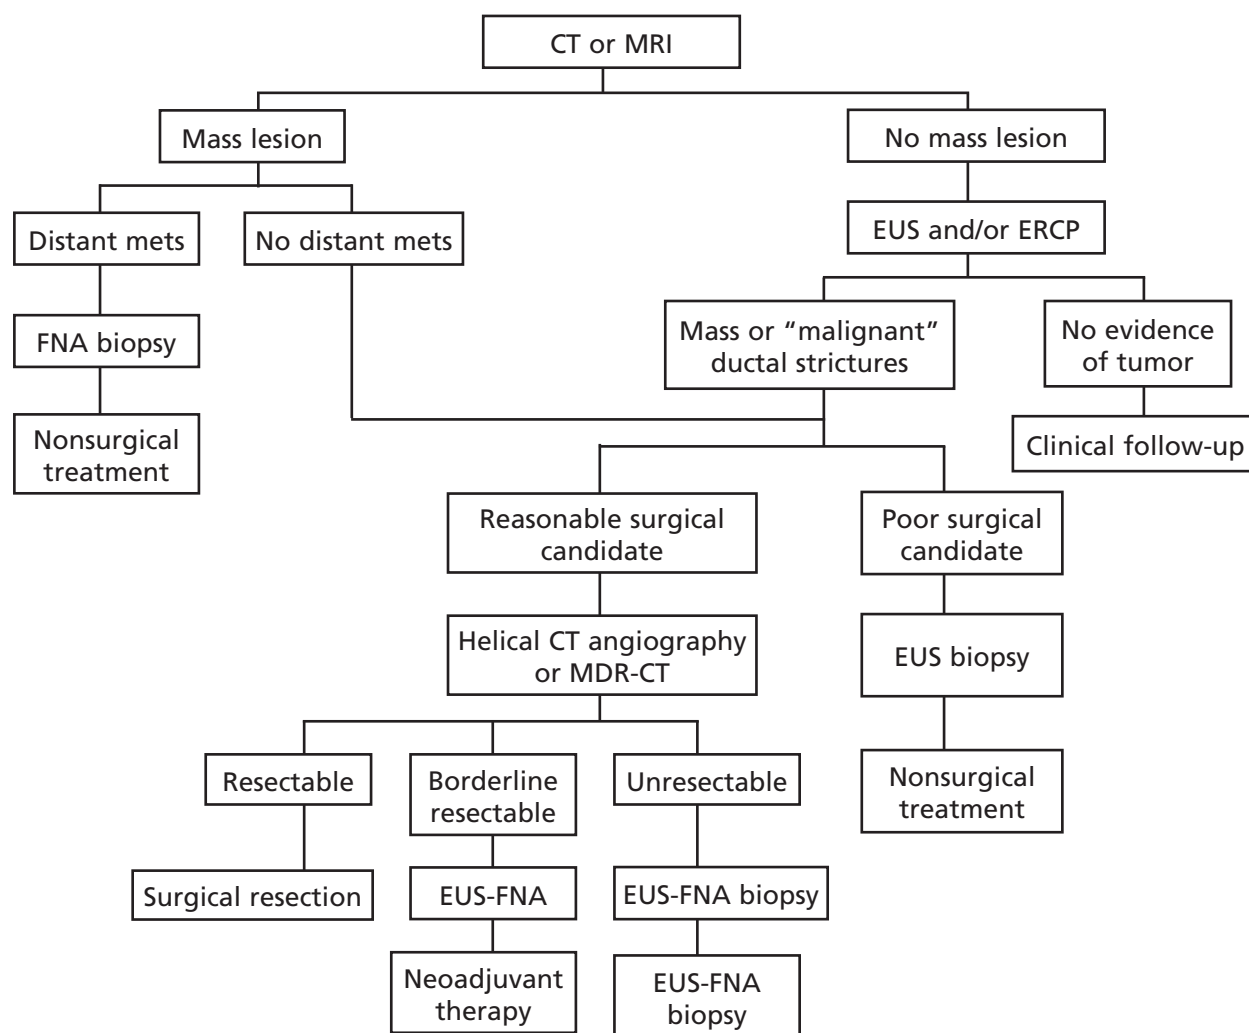 CT or MRI
Mass lesion
No mass lesion
Distant mets
No distant mets
EUS and/or ERCP
FNA biopsy
Mass or “malignant”
ductal strictures
No evidence
of tumor
Nonsurgical
treatment
Clinical follow-up
Reasonable surgical
candidate
Poor surgical
candidate
Helical CT angiography
or MDR-CT
EUS biopsy
Resectable
Borderline
resectable
Unresectable
Nonsurgical
treatment
Surgical resection
EUS-FNA
EUS-FNA biopsy
Neoadjuvant
therapy
EUS-FNA
biopsy